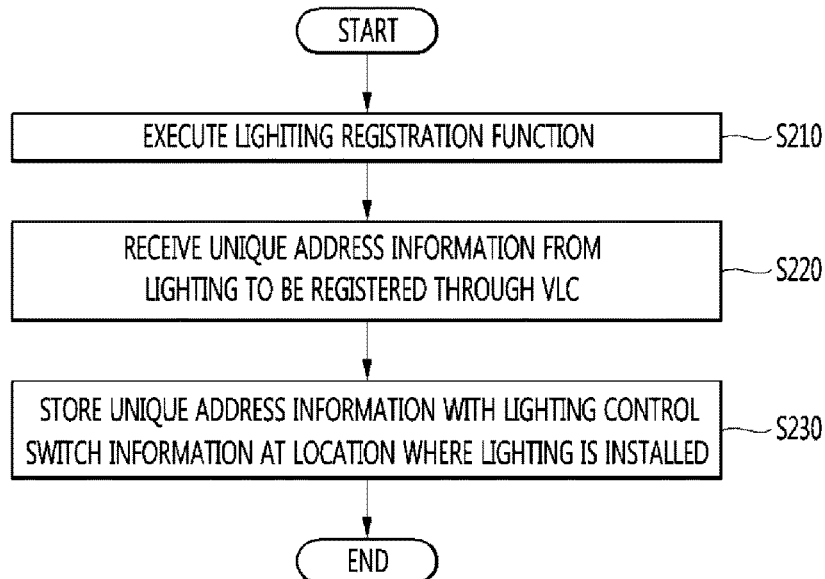 START
EXECUTE LIGHITING REGISTRATION FUNCTION
S210
RECEIVE UNIQUE ADDRESS INFORMATION FROM
LIGHTING TO BE REGISTERED THROUGH VLC
S220
STORE UNIQUE ADDRESS INFORMATION WITH LIGHTING CONTROL
SWITCH INFORMATION AT LOCATION WHERE LIGHTING IS INSTALLED
S230
END